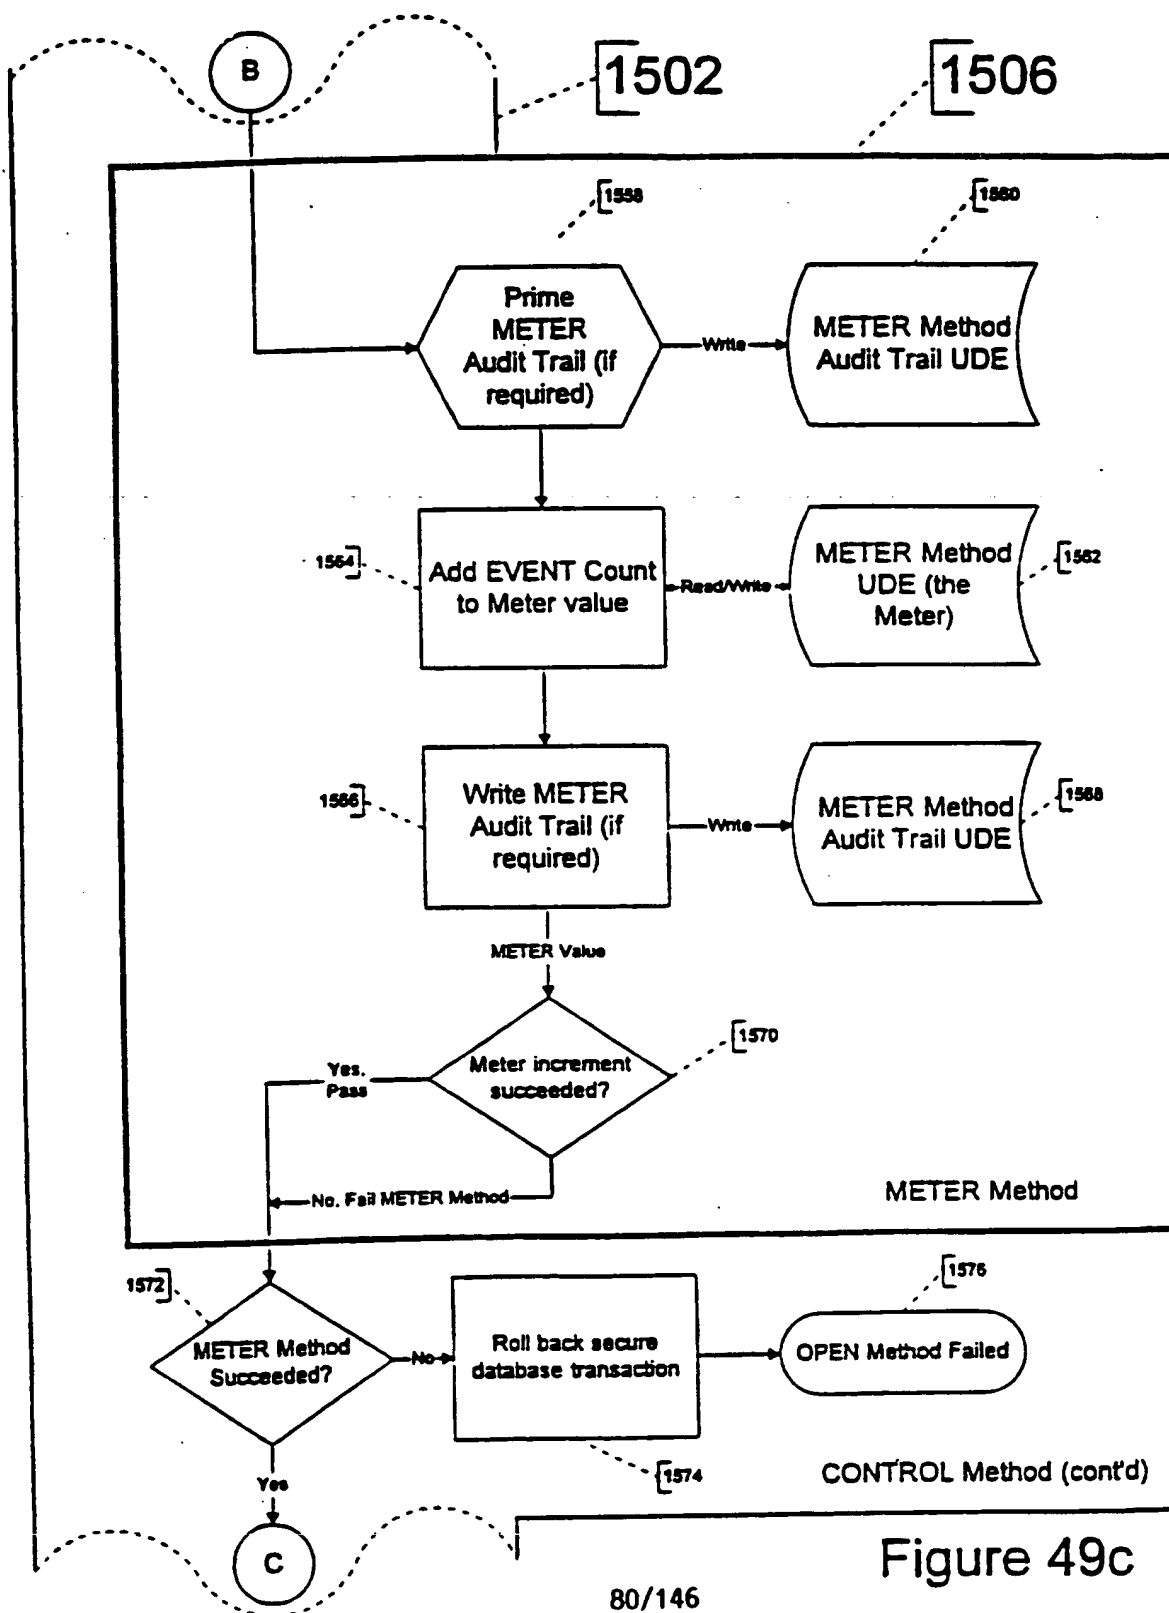 B
1502
1506
1558
1560
Prime
METER
Audit Trail (if
required)
Write
METER Method
Audit Trail UDE
1564
Add EVENT Count
to Meter value
Read/Write
METER Method
UDE (the
Meter)
1562
1566
Write METER
Audit Trail (if
required)
Write
METER Method
Audit Trail UDE
1568
METER Value
1570
Meter increment
succeeded?
Yes.
Pass
No. Fail METER Method
METER Method
1572
METER Method
Succeeded?
No
Roll back secure
database transaction
1576
OPEN Method Failed
1574
Yes
CONTROL Method (cont'd)
C
Figure 49c
80/146